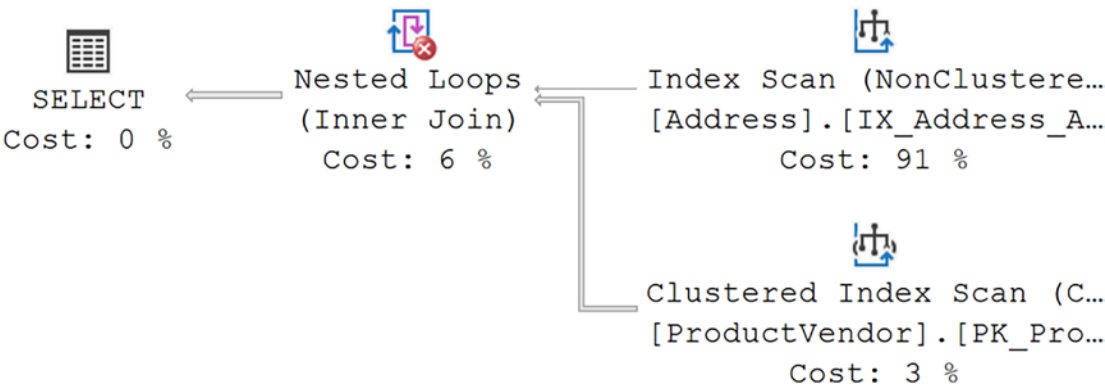 SELECT
Cost: 0 %
Nested Loops
(Inner Join)
Cost: 6 %
Index Scan (NonClustere…
[Address].[IX_Address_A…
Cost: 91 %
Clustered Index Scan (C…
[ProductVendor].[PK_Pro…
Cost: 3 %